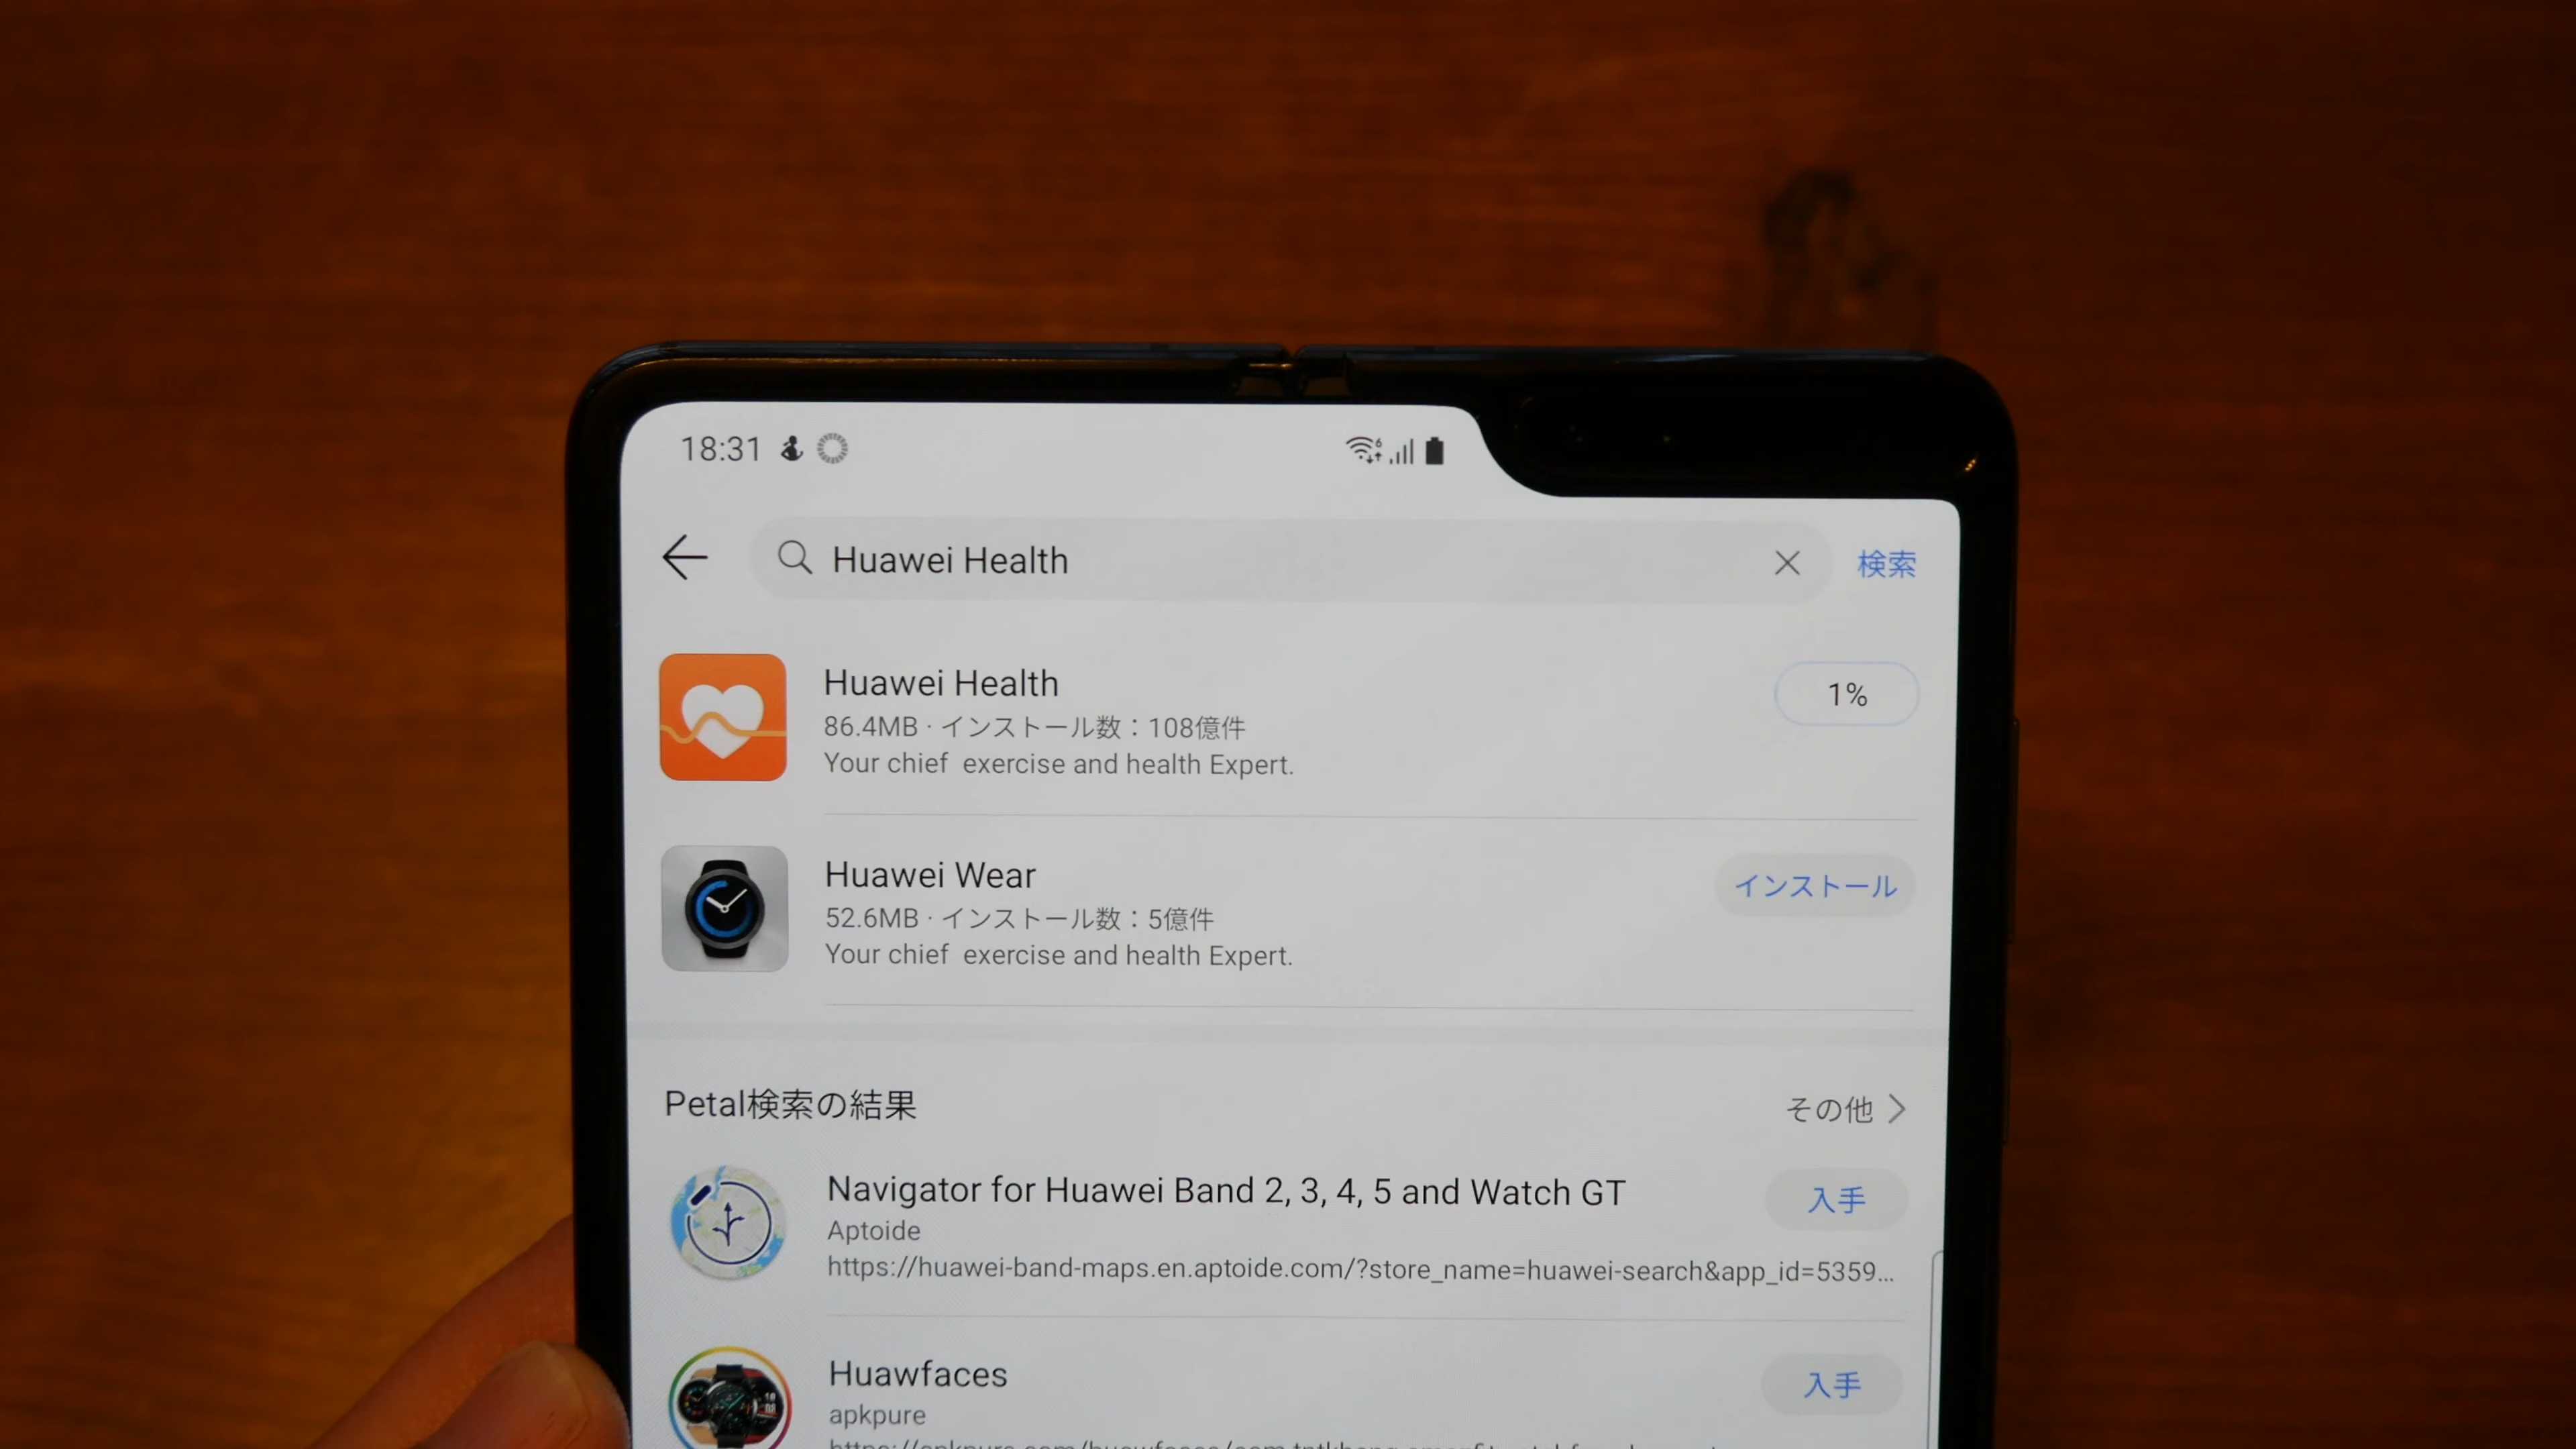 18:31
Huawei Health
検索
Huawei Health
86.4MB · インストール数：108億件
Your chief  exercise and health Expert.
1%
Huawei Wear
52.6MB · インストール数：5億件
Your chief  exercise and health Expert.
インストール
Petal検索の結果
その他
Navigator for Huawei Band 2, 3, 4, 5 and Watch GT
Aptoide
https://huawei-band-maps.en.aptoide.com/?store_name=huawei-search&app_id=5359...
入手
Huawfaces
apkpure
入手